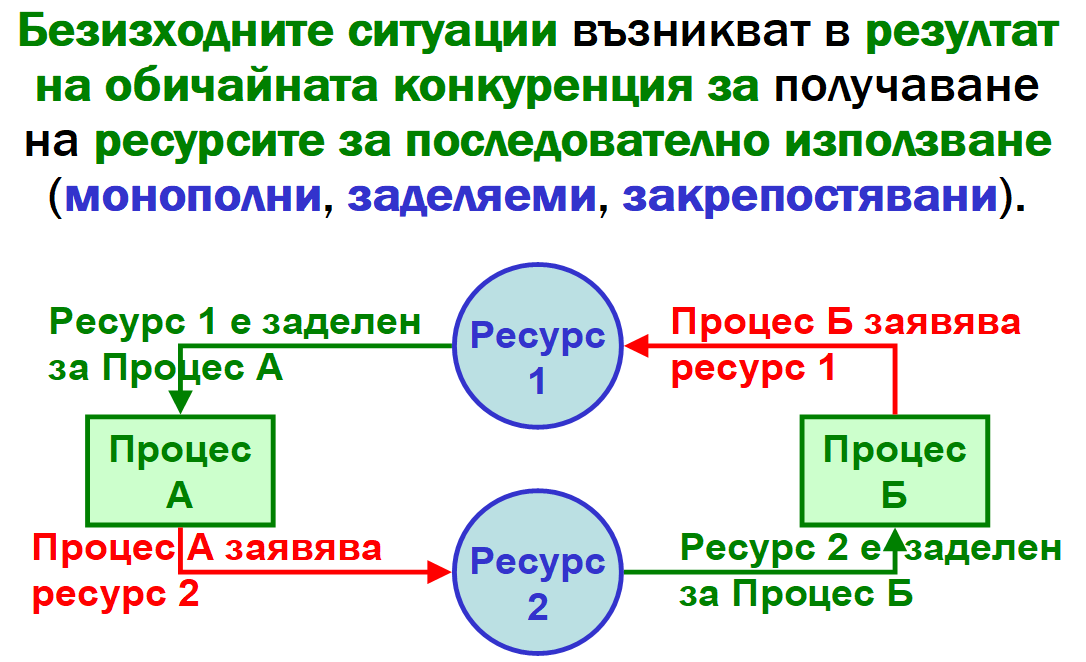 Безизходните ситуации възникват в резултат
на обичайната конкуренция за получаване
на ресурсите за последователно използване
(монополни, заделяеми, закрепостявани).
Ресурс 1 е заделен
за Процес А
Ресурс
1
Процес Б заявява
ресурс 1
Процес
А
Процес
Б
Процес А заявява
ресурс 2
Ресурс
2
Ресурс 2 е заделен
за Процес Б